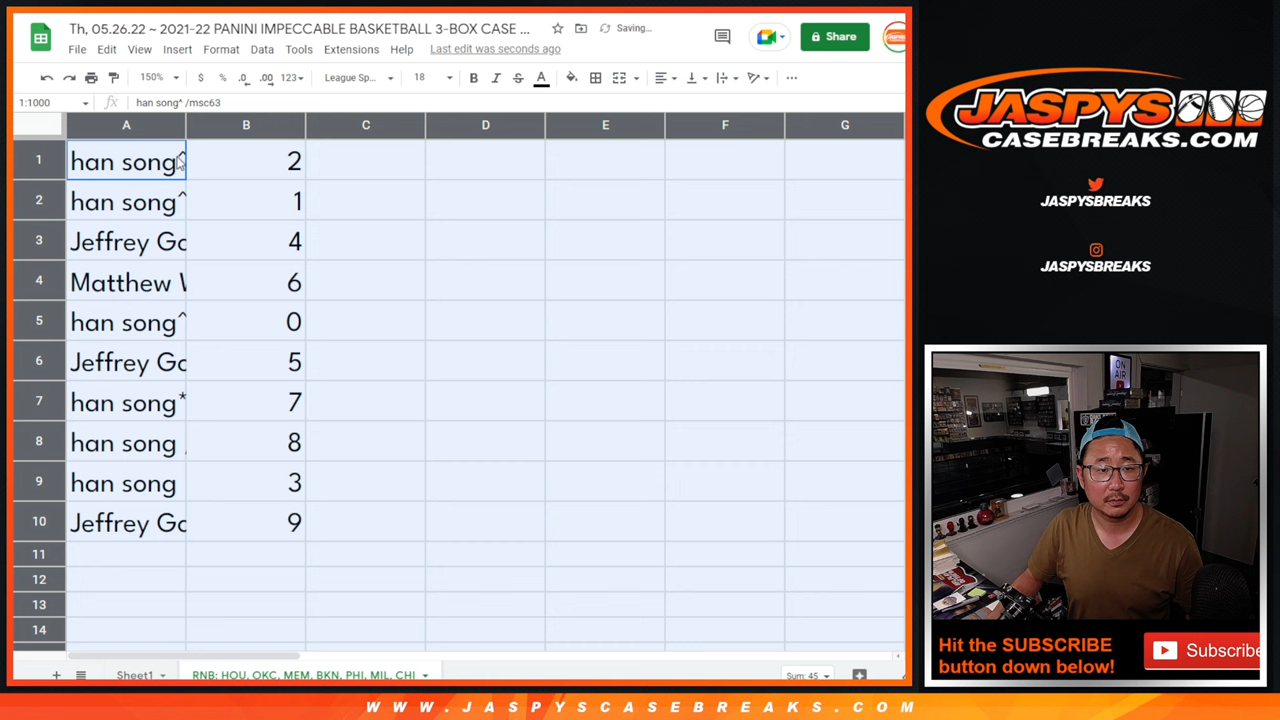 Th, 05.26.22 ~ 2021-22 PANINI IMPECCABLE BASKETBALL 3-BOX CASE ...
Saving...
Share
File Edit View Insert Format Data Tools Extensions Help Last edit was seconds ago
150% $ % .0 .00 123 League Sp... 18 B I S A
1:1000 fx han song^ /msc63
A B C D E F G
1 han song^ 2
2 han song^ 1
3 Jeffrey Go 4
4 Matthew 6
5 han song^ 0
6 Jeffrey Go 5
7 han song* 7
8 han song 8
9 han song 3
10 Jeffrey Go 9
11
12
13
14
Sheet1 RNB: HOU, OKC, MEM, BKN, PHI, MIL, CHI Sum: 45
JASPYS
CASEBREAKS.COM
JASPYSBREAKS
JASPYSBREAKS
ON AIR
Hit the SUBSCRIBE
button down below!
Subscribe
WWW.JASPYSCASEBREAKS.COM